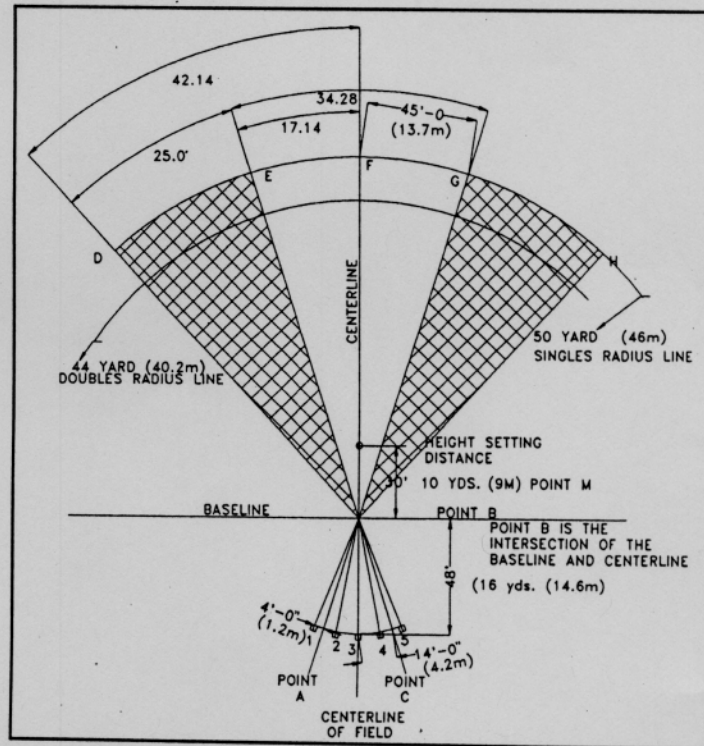 42.14
34.28
17.14
45'-0
(13.7m)
25.0'
E
F
G
D
H
CENTERLINE
50 YARD (46m)
SINGLES RADIUS LINE
44 YARD (40.2m)
DOUBLES RADIUS LINE
HEIGHT SETTING
DISTANCE
30' 10 YDS. (9M) POINT M
BASELINE
POINT B
POINT B IS THE
INTERSECTION OF THE
BASELINE AND CENTERLINE
48'
(16 yds. (14.6m)
4'-0"
(1.2m)
1
2
3
4
5
14'-0"
(4.2m)
POINT
A
POINT
C
CENTERLINE
OF FIELD